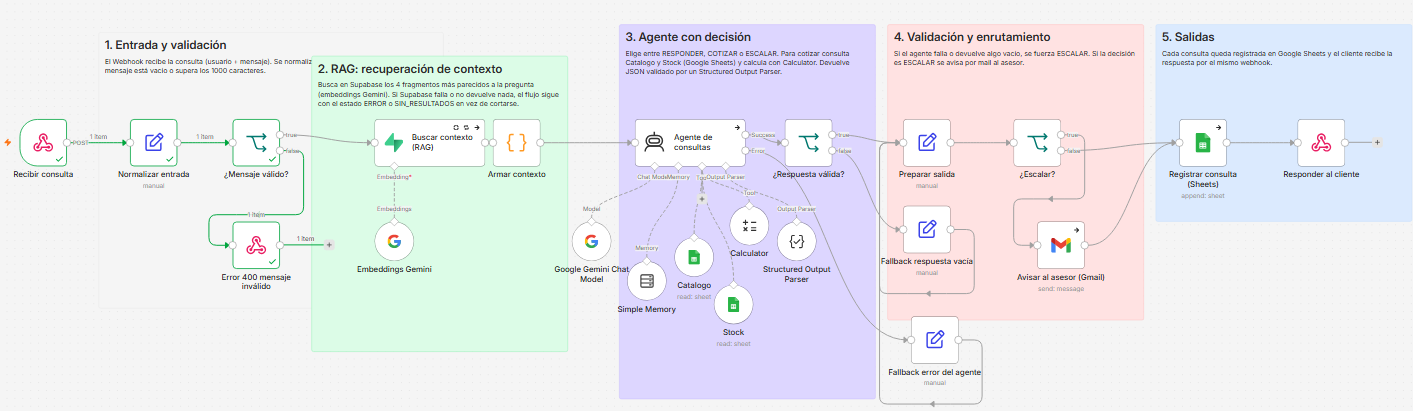 1. Entrada y validación
El Webhook recibe la consulta (usuario + mensaje). Se normaliz
mensaje está vacío o supera los 1000 caracteres.
2. RAG: recuperación de contexto
Busca en Supabase los 4 fragmentos más parecidos a la pregunta
(embeddings Gemini). Si Supabase falla o no devuelve nada, el flujo sigue
con el estado ERROR o SIN_RESULTADOS en vez de cortarse.
3. Agente con decisión
Elige entre RESPONDER, COTIZAR o ESCALAR. Para cotizar consulta
Catalogo y Stock (Google Sheets) y calcula con Calculator. Devuelve
JSON validado por un Structured Output Parser.
4. Validación y enrutamiento
Si el agente falla o devuelve algo vacío, se fuerza ESCALAR. Si la decisión
es ESCALAR se avisa por mail al asesor.
5. Salidas
Cada consulta queda registrada en Google Sheets y el cliente recibe la
respuesta por el mismo webhook.
POST
1 item
1 item
true
false
Recibir consulta
Normalizar entrada
manual
¿Mensaje válido?
1 item
1 item
Error 400 mensaje
inválido
Buscar contexto
(RAG)
Embedding*
Embeddings
Embeddings Gemini
Armar contexto
Agente de
consultas
Success
Error
Chat Model
Memory
Tool
Output Parser
Model
Google Gemini Chat
Model
Memory
Simple Memory
Catalogo
read: sheet
Stock
read: sheet
Tool
Calculator
Output Parser
Structured Output
Parser
true
false
¿Respuesta válida?
Preparar salida
manual
Fallback respuesta vacía
manual
Fallback error del agente
manual
true
false
¿Escalar?
Avisar al asesor (Gmail)
send: message
Registrar consulta
(Sheets)
append: sheet
Responder al cliente